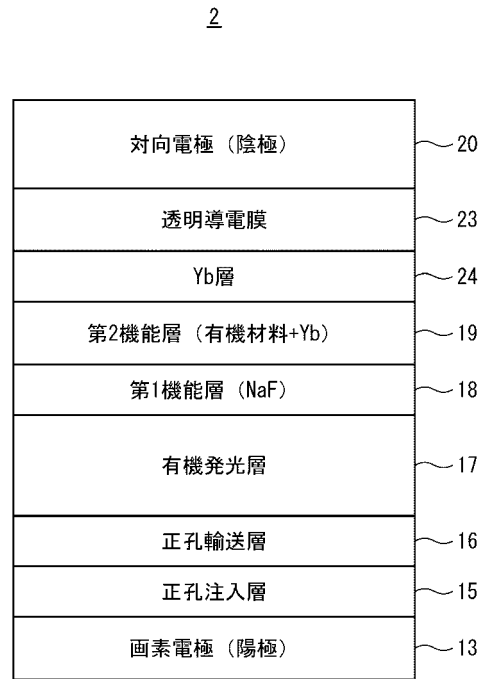 2
対向電極（陰極） 20
透明導電膜 23
Yb層 24
第2機能層（有機材料+Yb） 19
第1機能層（NaF） 18
有機発光層 17
正孔輸送層 16
正孔注入層 15
画素電極（陽極） 13